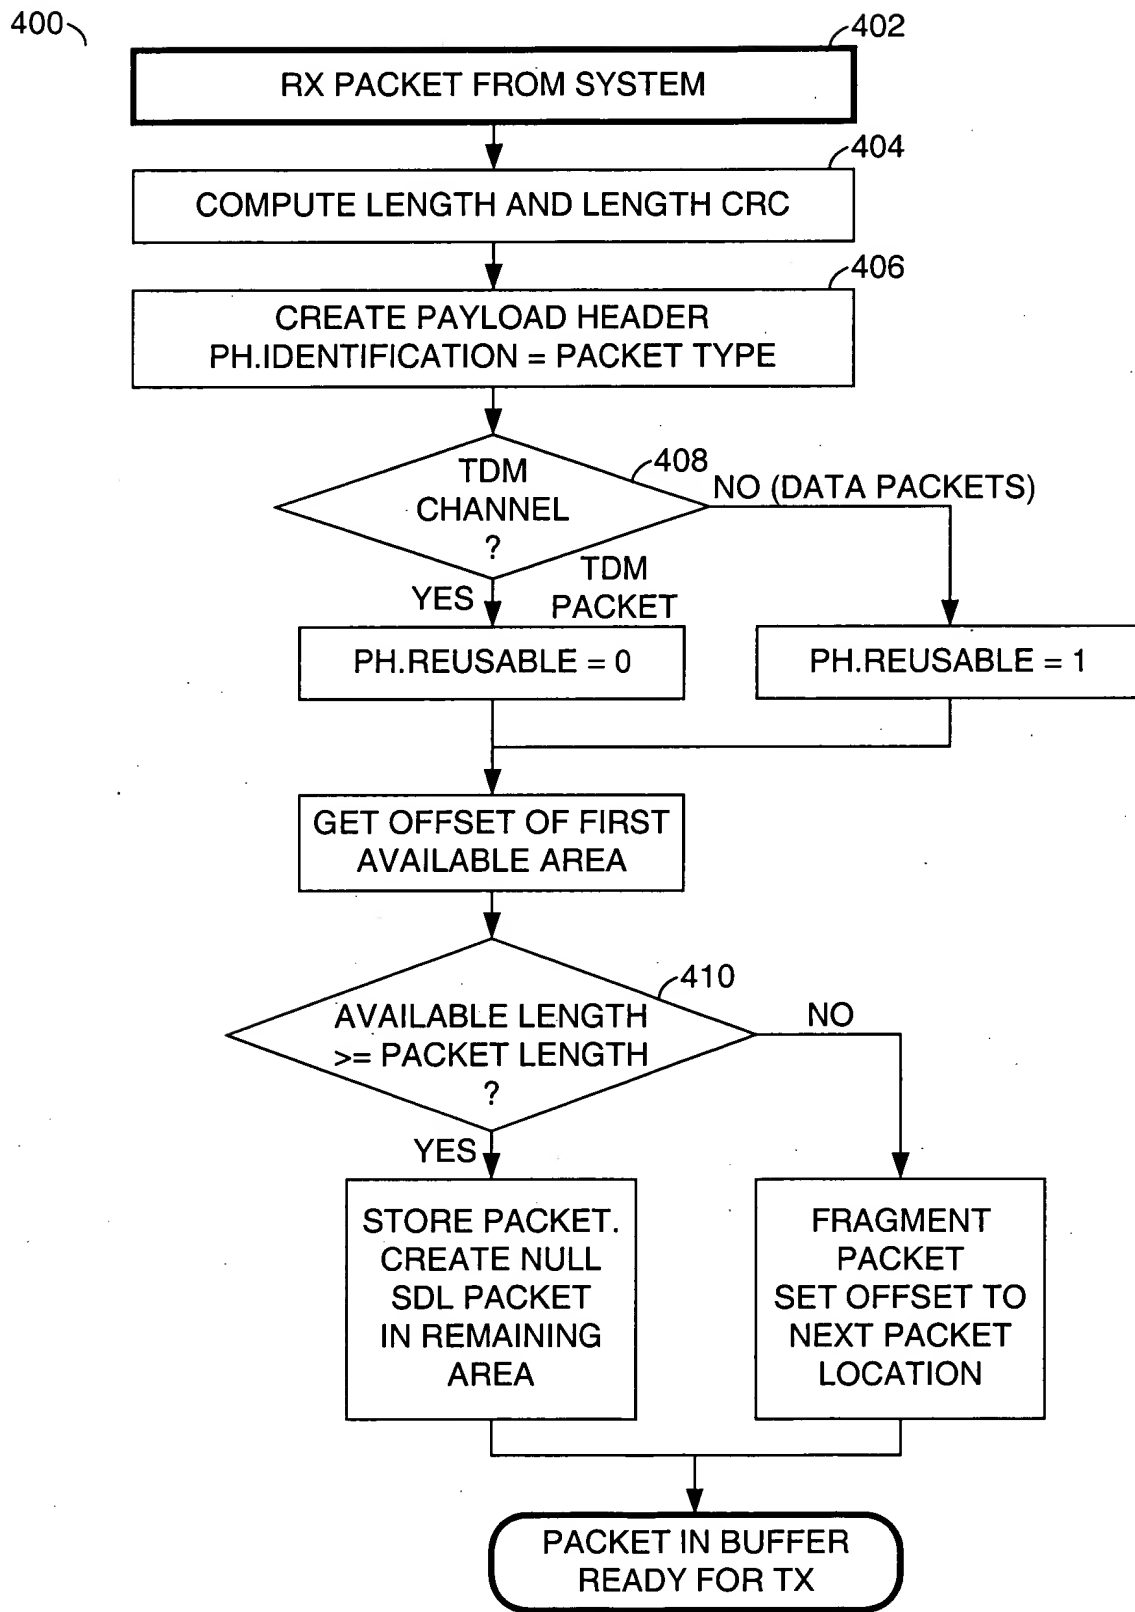 400
402
RX PACKET FROM SYSTEM
404
COMPUTE LENGTH AND LENGTH CRC
406
CREATE PAYLOAD HEADER
PH.IDENTIFICATION = PACKET TYPE
408
TDM
CHANNEL
?
NO (DATA PACKETS)
YES
TDM
PACKET
PH.REUSABLE = 0
PH.REUSABLE = 1
GET OFFSET OF FIRST
AVAILABLE AREA
410
AVAILABLE LENGTH
>= PACKET LENGTH
?
NO
YES
STORE PACKET.
CREATE NULL
SDL PACKET
IN REMAINING
AREA
FRAGMENT
PACKET
SET OFFSET TO
NEXT PACKET
LOCATION
PACKET IN BUFFER
READY FOR TX